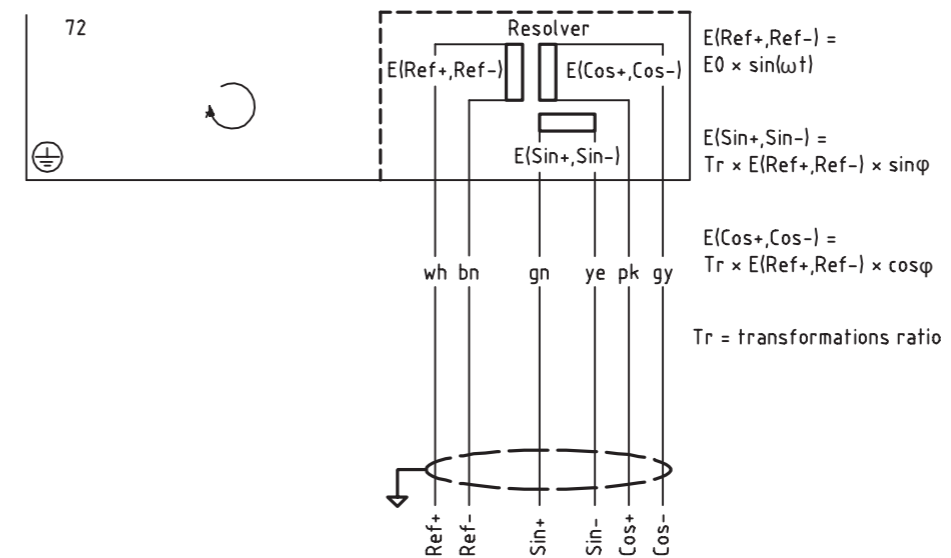 72
Resolver
E(Ref+,Ref-)
E(Cos+,Cos-)
E(Sin+,Sin-)
E(Ref+,Ref-) =
E0 × sin(ωt)
E(Sin+,Sin-) =
Tr × E(Ref+,Ref-) × sinφ
E(Cos+,Cos-) =
Tr × E(Ref+,Ref-) × cosφ
Tr = transformations ratio
wh bn gn ye pk gy
Ref+
Ref-
Sin+
Sin-
Cos+
Cos-